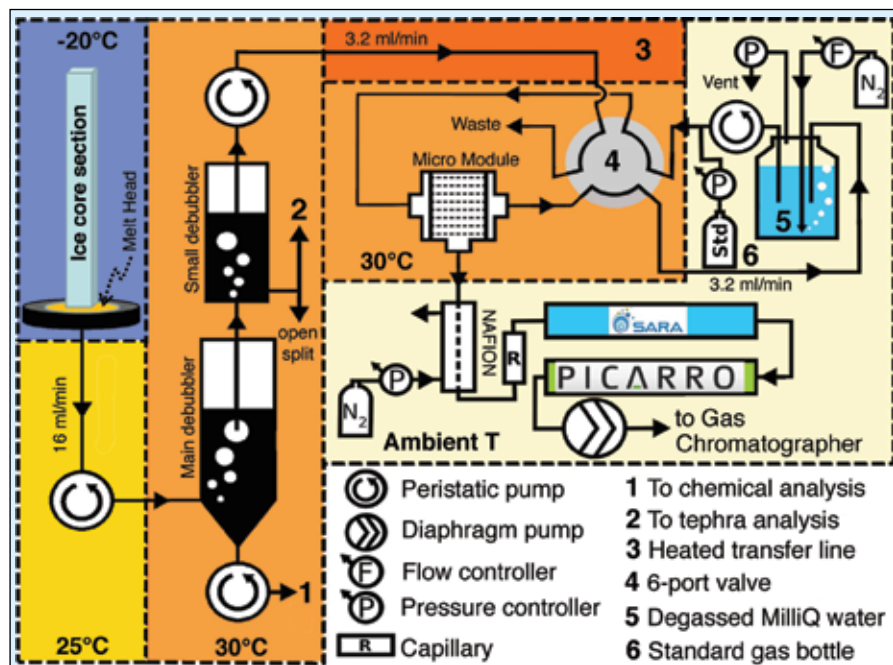 -20°C
Ice core section
Melt Head
16 ml/min
25°C
3.2 ml/min
Small debubbler
2
open
split
Main debubbler
1
30°C
3
Waste
4
Micro Module
30°C
P
Vent
F
N₂
P
Std
6
5
3.2 ml/min
NAFION
R
SARA
PICARRO
N₂
P
Ambient T
to Gas
Chromatographer
Peristatic pump
Diaphragm pump
F Flow controller
P Pressure controller
R Capillary
1 To chemical analysis
2 To tephra analysis
3 Heated transfer line
4 6-port valve
5 Degassed MilliQ water
6 Standard gas bottle